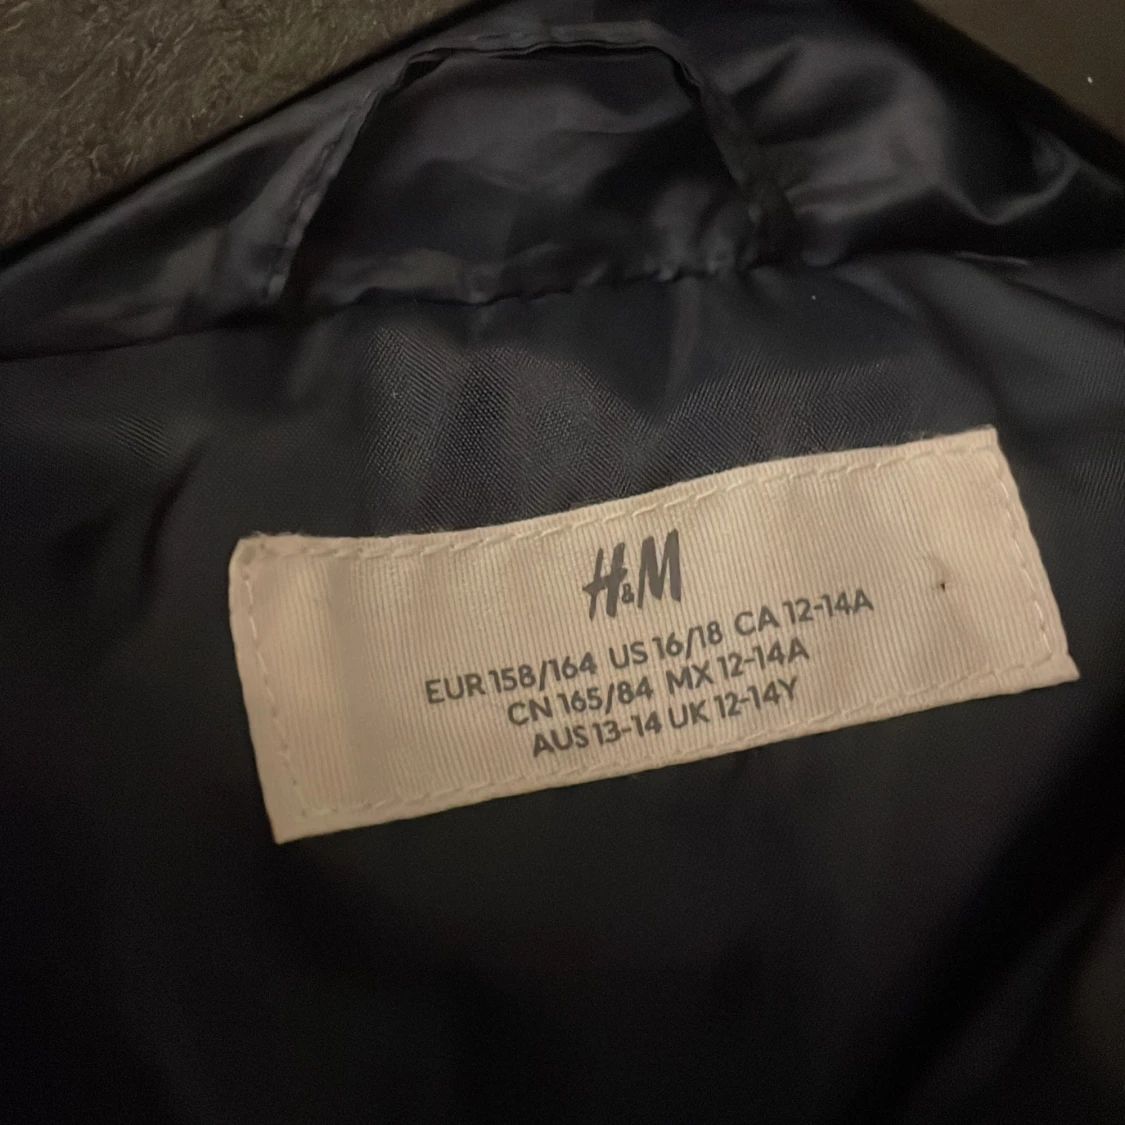 H&M
EUR 158/164 US 16/18 CA 12-14A
CN 165/84 MX 12-14A
AUS 13-14 UK 12-14Y